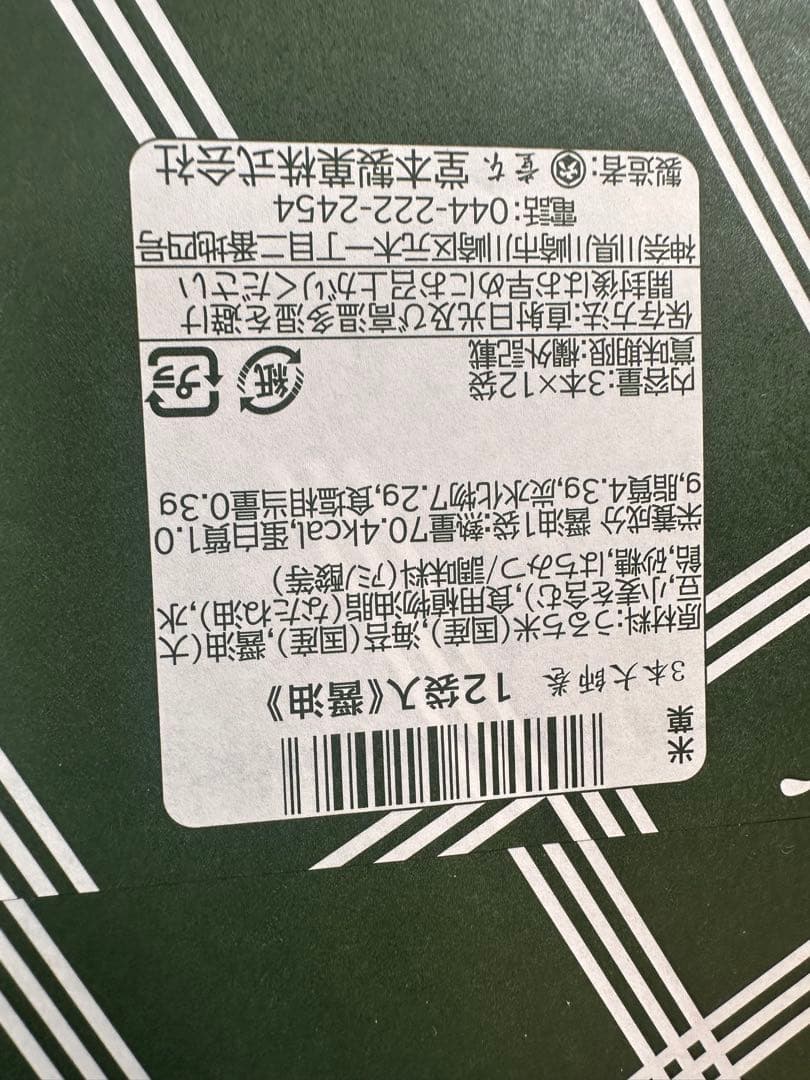 米菓
3本大師巻 12袋入《醤油》
原材料:うるち米(国産),海苔(国産),醤油(大
豆,小麦を含む),食用植物油脂(なたね油),水
飴,砂糖,はちみつ/調味料(アミノ酸等)
栄養成分 醤油1袋:熱量70.4kcal,蛋白質1.0
g,脂質4.3g,炭水化物7.2g,食塩相当量0.3g
内容量:3本×12袋
賞味期限:欄外記載
紙
プラ
保存方法:直射日光及び高温多湿を避け
開封後はお早めにお召上がりください
神奈川県川崎市川崎区元木一丁目二番地四号
電話:044-222-2454
製造者:堂本製菓株式会社